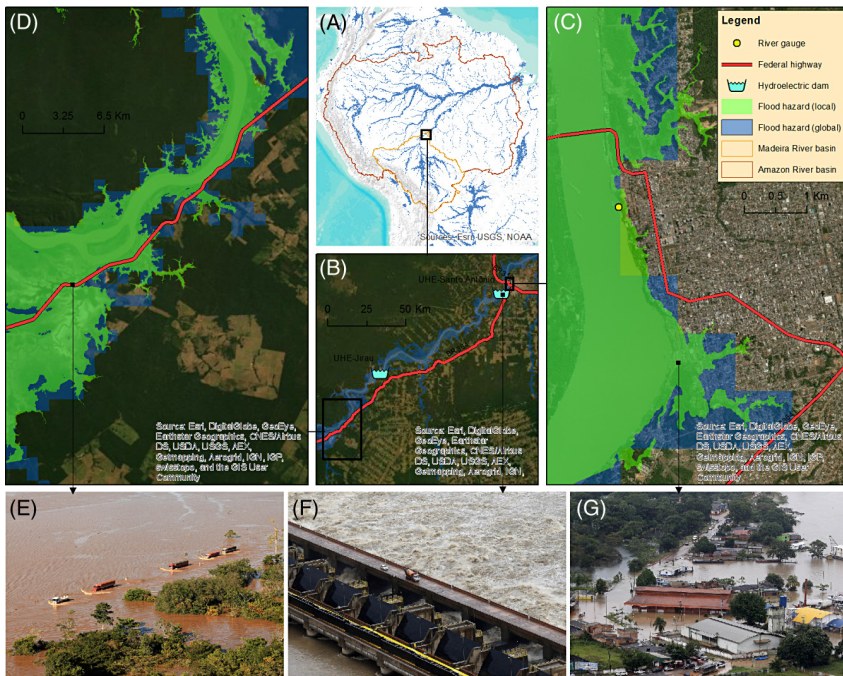 (D)
0
3.25
6.5 Km
Source: Esri, DigitalGlobe, GeoEye,
Earthstar Geographics, CNES/Airbus
DS, USDA, USGS, AEX,
Getmapping, Aerogrid, IGN, IGP,
swisstopo, and the GIS User
Community
(A)
Sources: Esri, USGS, NOAA
(B)
0
25
50 Km
UHE-Santo Antonio
UHE-Jirau
Source: Esri, DigitalGlobe,
GeoEye, Earthstar
Geographics, CNES/Airbus
DS, USDA, USGS, AEX,
Getmapping, Aerogrid, IGN,
(C)
Legend
River gauge
Federal highway
Hydroelectric dam
Flood hazard (local)
Flood hazard (global)
Madeira River basin
Amazon River basin
0
0.5
1 Km
Source: Esri, DigitalGlobe, GeoEye,
Earthstar Geographics, CNES/Airbus
DS, USDA, USGS, AEX,
Getmapping, Aerogrid, IGN, IGP,
swisstopo, and the GIS User
Community
(E)
(F)
(G)